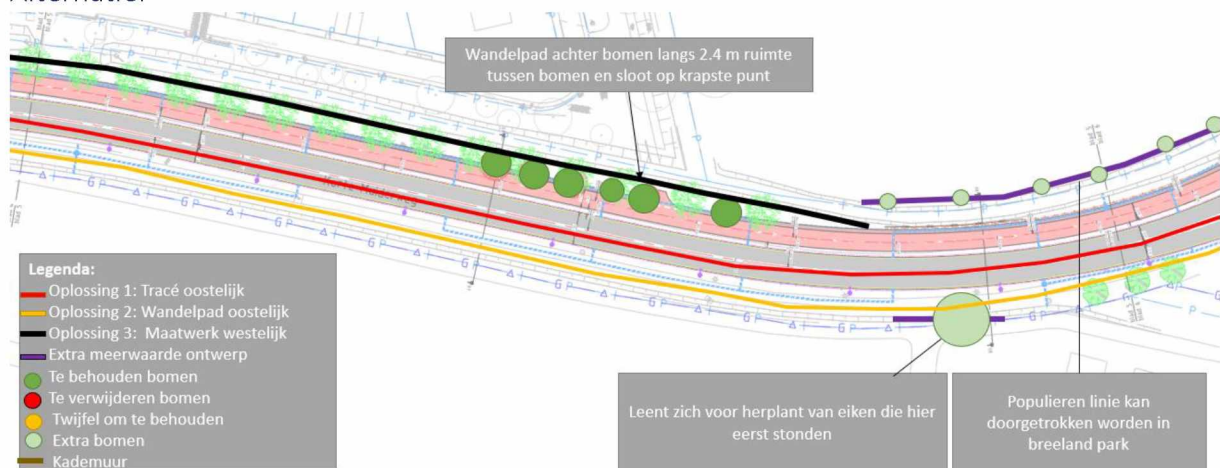 Alternatief
Wandelpad achter bomen langs 2.4 m ruimte
tussen bomen en sloot op krapste punt
Legenda:
Oplossing 1: Tracé oostelijk
Oplossing 2: Wandelpad oostelijk
Oplossing 3: Maatwerk westelijk
Extra meerwaarde ontwerp
Te behouden bomen
Te verwijderen bomen
Twijfel om te behouden
Extra bomen
Kademuur
Leent zich voor herplant van eiken die hier
eerst stonden
Populieren linie kan
doorgetrokken worden in
breeland park